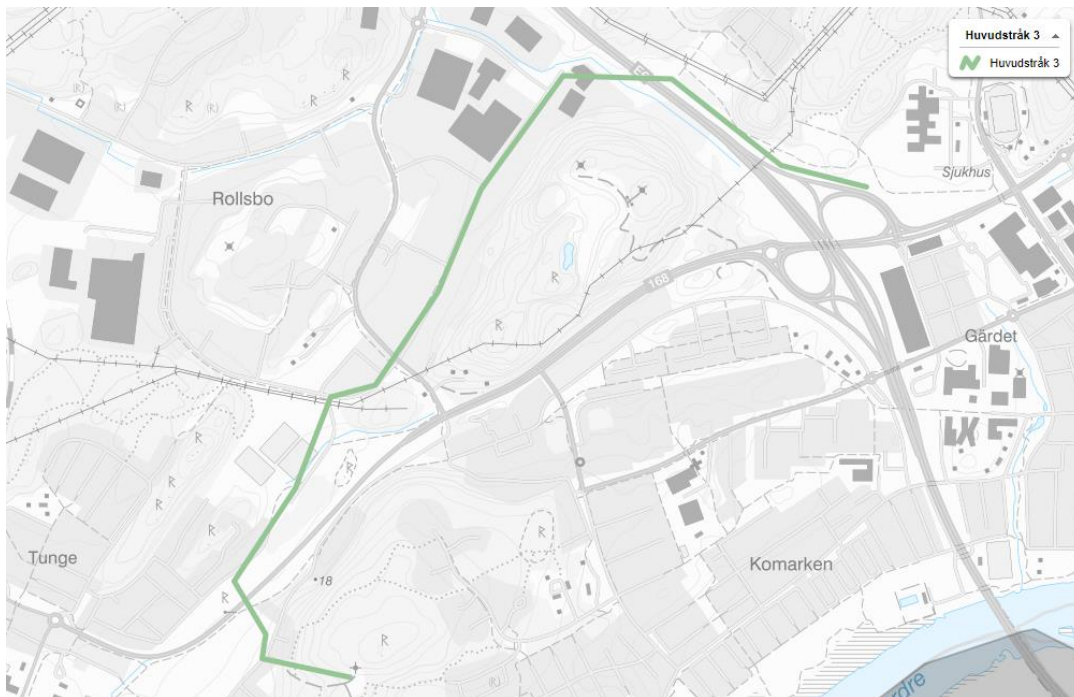 Huvudstråk 3
Huvudstråk 3
R
(R)
R
(R)
R
Sjukhus
Rollsbo
R
168
R
Gärdet
R
R
R
R
R
R
Tunge
18
Komarken
R
R
(R)